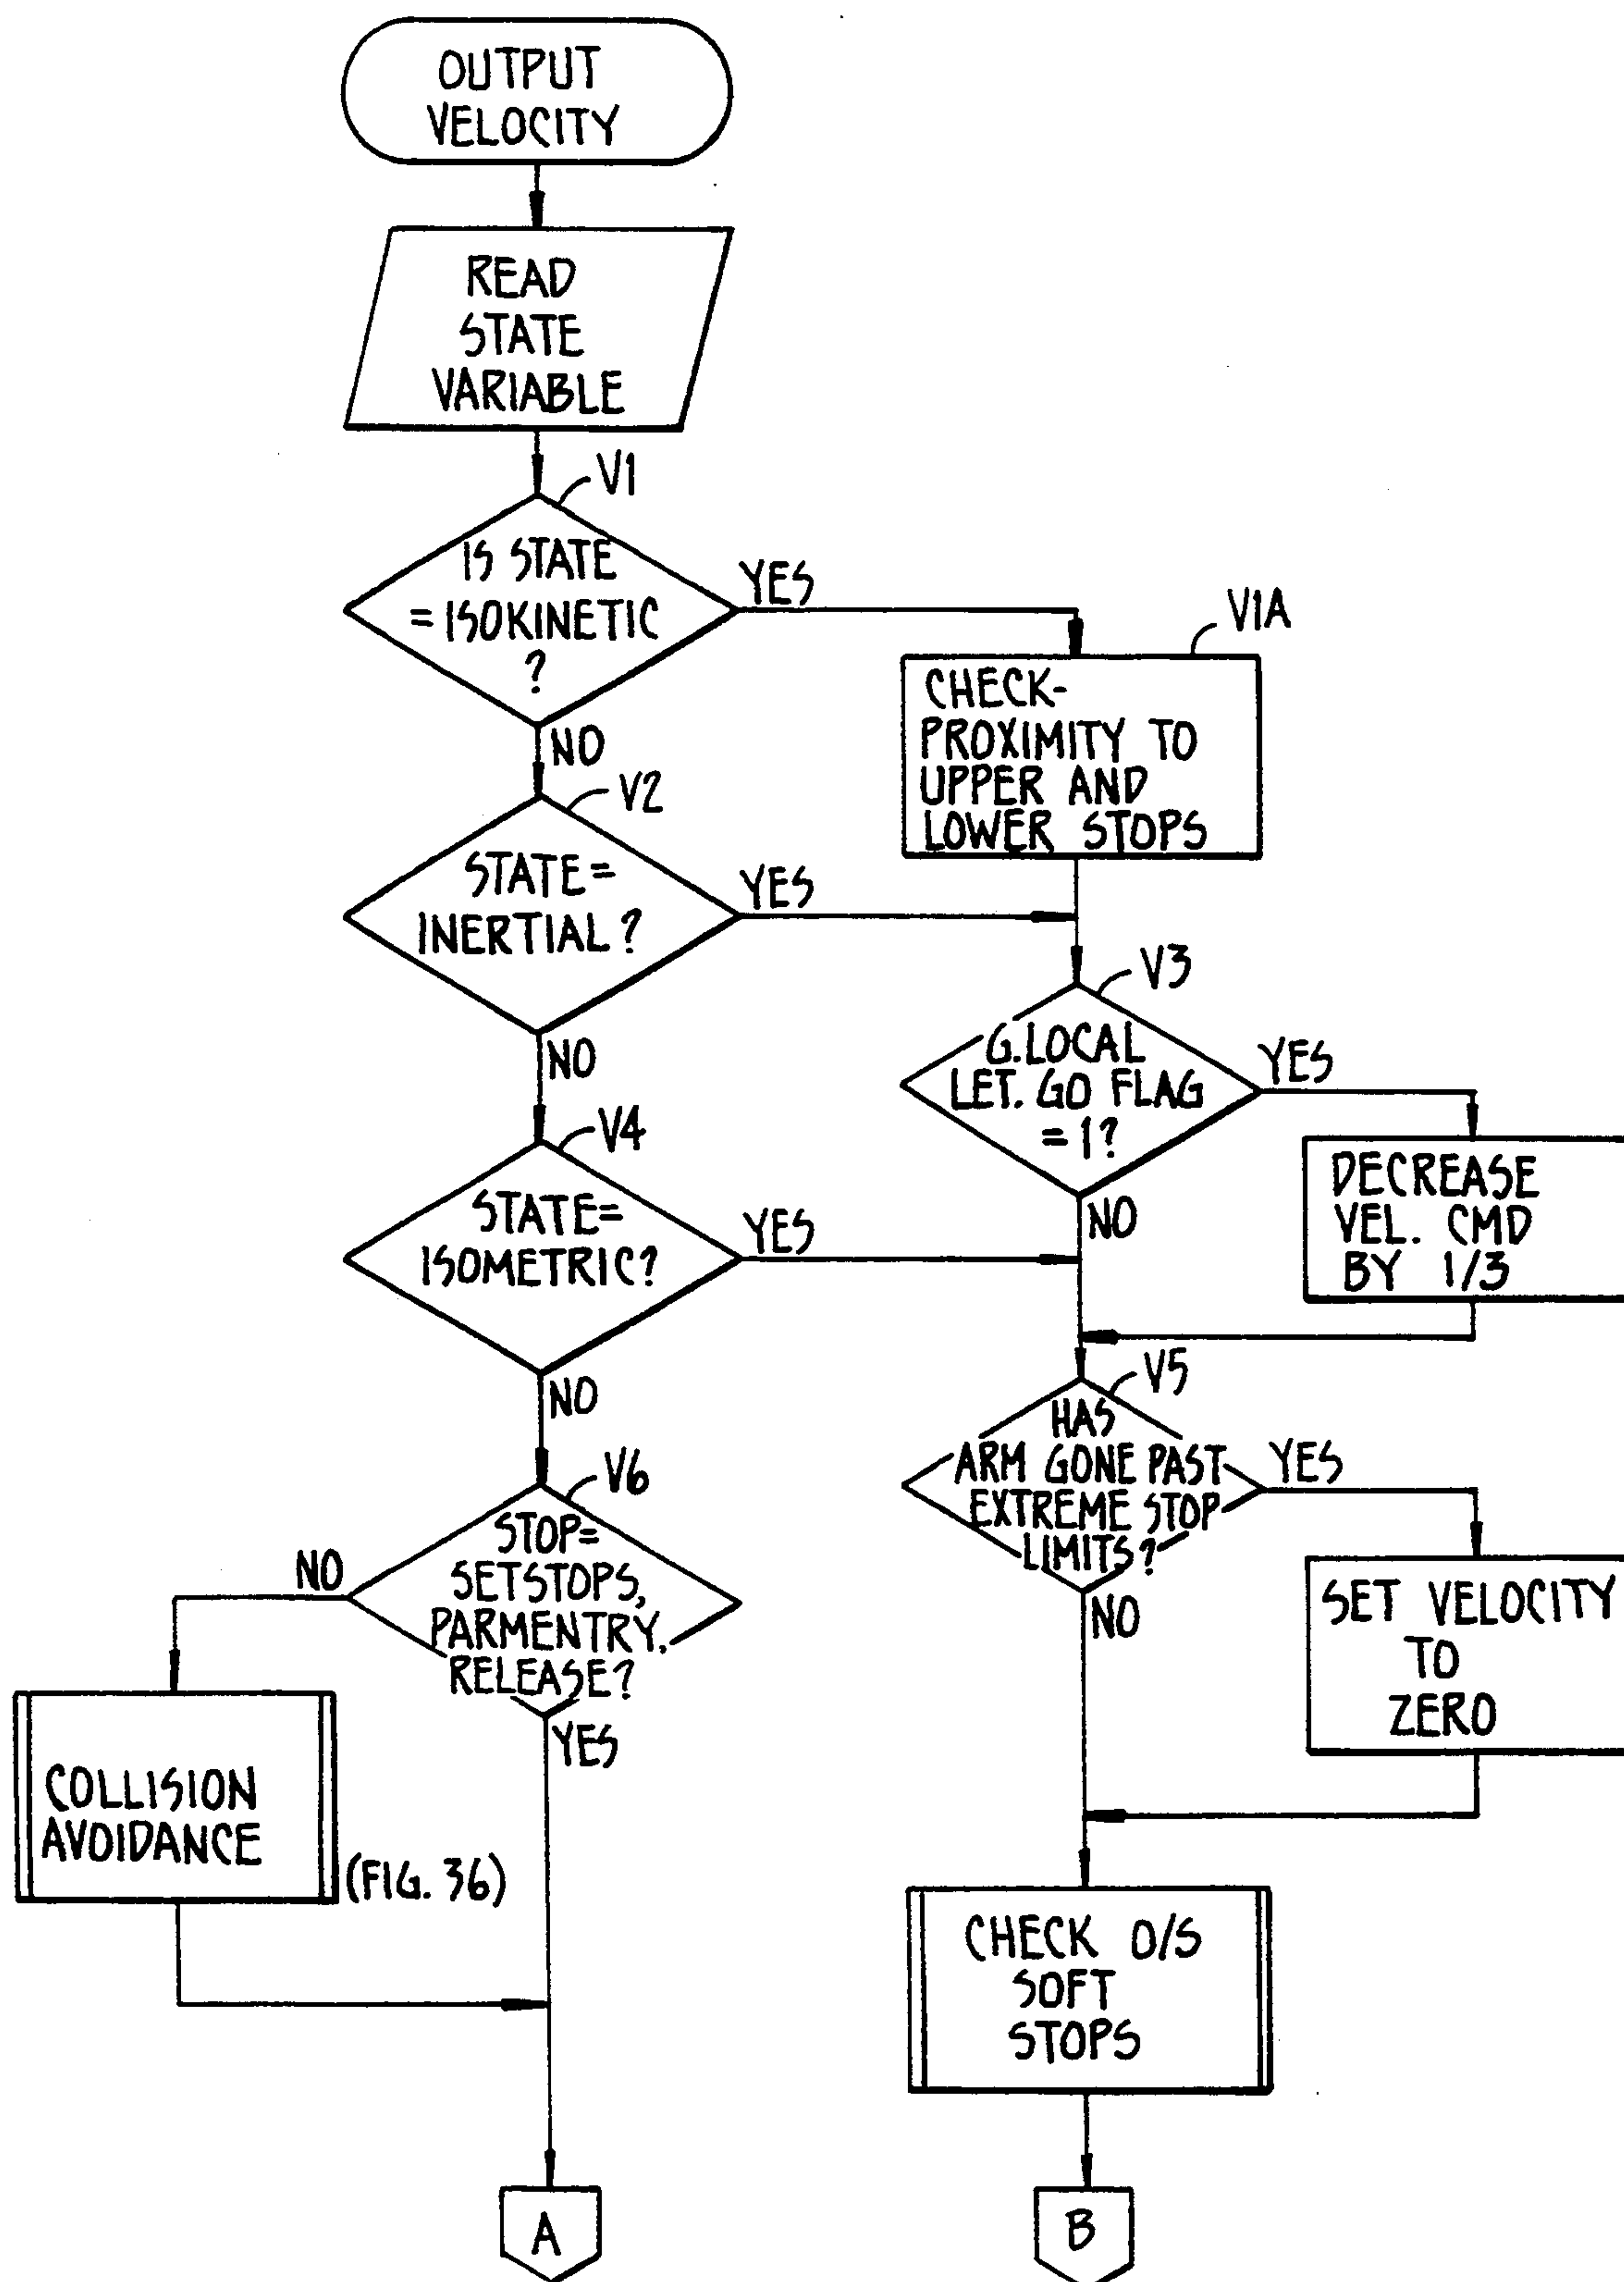 OUTPUT
VELOCITY
READ
STATE
VARIABLE
V1
IS STATE
= ISOKINETIC
?
YES
NO
V1A
CHECK-
PROXIMITY TO
UPPER AND
LOWER STOPS
V2
STATE=
INERTIAL?
YES
NO
V3
G.LOCAL
LET. GO FLAG
= 1?
YES
NO
DECREASE
VEL. CMD
BY 1/3
V4
STATE=
ISOMETRIC?
YES
NO
V5
HAS
ARM GONE PAST
EXTREME STOP
LIMITS?
YES
NO
SET VELOCITY
TO
ZERO
V6
STOP=
SETSTOPS,
PARMENTRY,
RELEASE?
NO
YES
COLLISION
AVOIDANCE
(FIG. 36)
CHECK O/S
SOFT
STOPS
A
B